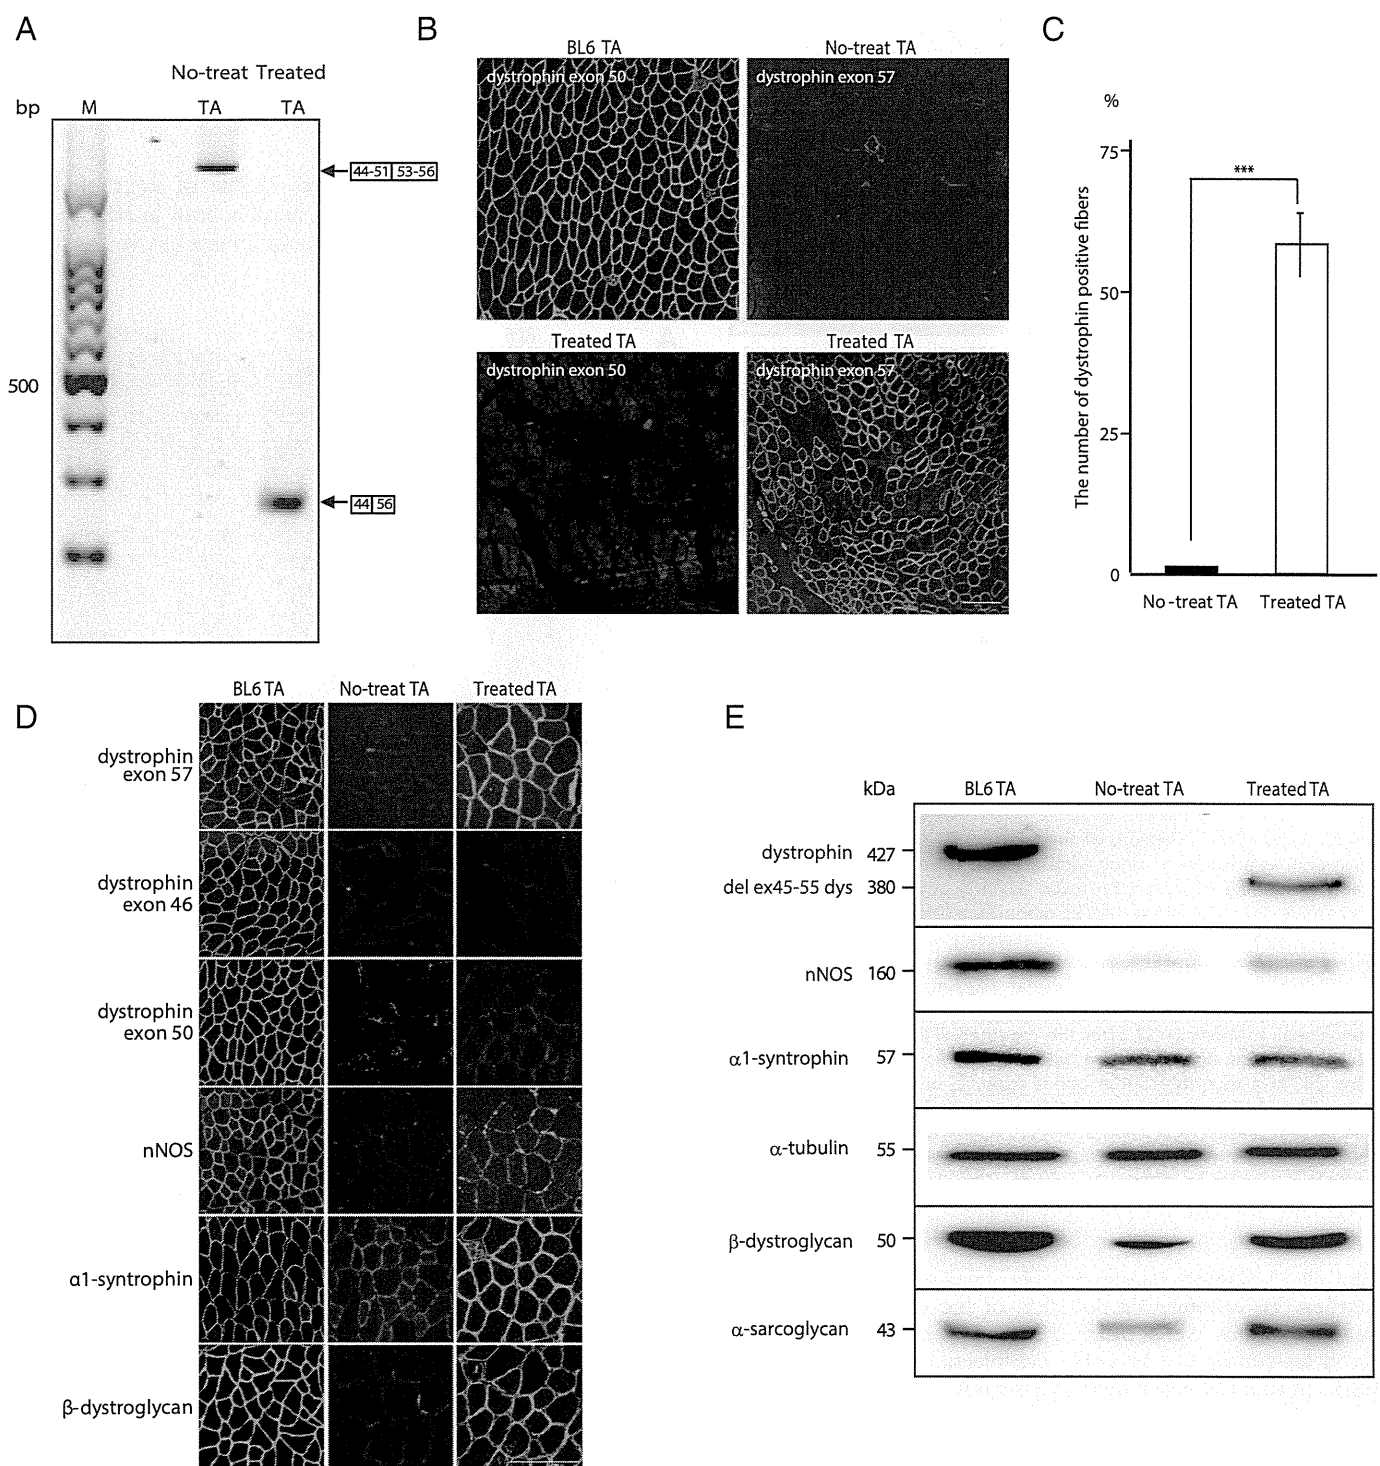 A
No-treat Treated
bp M TA TA
44-51 53-56
500
44 56
B
BL6 TA No-treat TA
dystrophin exon 50 dystrophin exon 57
Treated TA Treated TA
dystrophin exon 50 dystrophin exon 57
C
%
The number of dystrophin positive fibers
75
50
25
0
***
No-treat TA Treated TA
D
BL6 TA No-treat TA Treated TA
dystrophin
exon 57
dystrophin
exon 46
dystrophin
exon 50
nNOS
α1-syntrophin
β-dystroglycan
E
kDa BL6 TA No-treat TA Treated TA
dystrophin 427
del ex45-55 dys 380
nNOS 160
α1-syntrophin 57
α-tubulin 55
β-dystroglycan 50
α-sarcoglycan 43